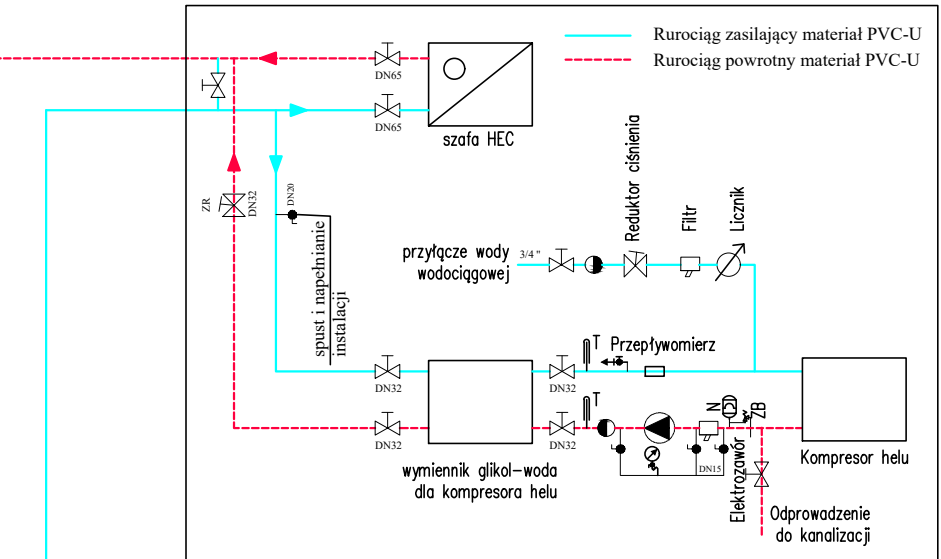 Rurociąg zasilający materiał PVC-U
Rurociąg powrotny materiał PVC-U
DN65
DN65
szafa HEC
ZR
DN32
DN20
spust i napełnianie
instalacji
przyłącze wody
wodociągowej
3/4 "
Reduktor ciśnienia
Filtr
Licznik
T
Przepływomierz
DN32
DN32
T
N
ZB
DN32
DN32
DN15
wymiennik glikol-woda
dla kompresora helu
Elektrozawór
Kompresor helu
Odprowadzenie
do kanalizacji